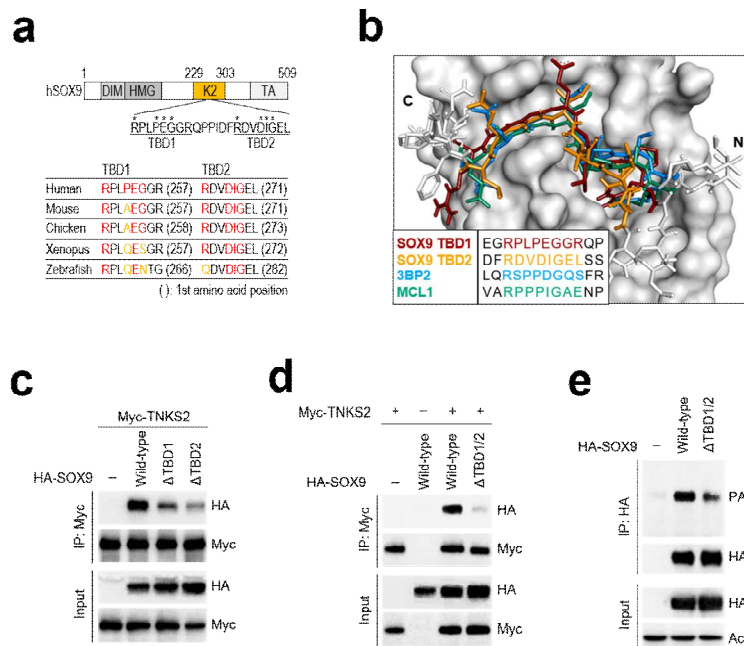 a
1 229 303 509
hSOX9 DIM HMG K2 TA
* *** * ***
RPLPEGGRQPPIDFRDVDIGEL
TBD1 TBD2
TBD1 TBD2
Human RPLPEGGR (257) RDVDIGEL (271)
Mouse RPLAEGGR (257) RDVDIGEL (271)
Chicken RPLAEGGR (258) RDVDIGEL (273)
Xenopus RPLQESGR (257) RDVDIGEL (272)
Zebrafish RPLQENTG (266) QDVDIGEL (282)
( ): 1st amino acid position
b
C
N
SOX9 TBD1 EGRPLPEGGRQP
SOX9 TBD2 DFRDVDIGELSS
3BP2 LQRSPPDGQSFR
MCL1 VARPPPIGAENP
c
Myc-TNKS2
HA-SOX9 – Wild-type ΔTBD1 ΔTBD2
IP: Myc
HA
Myc
Input
HA
Myc
d
Myc-TNKS2 + – + +
HA-SOX9 – Wild-type Wild-type ΔTBD1/2
IP: Myc
HA
Myc
Input
HA
Myc
e
HA-SOX9 – Wild-type ΔTBD1/2
IP: HA
PA
HA
Input
HA
Ac